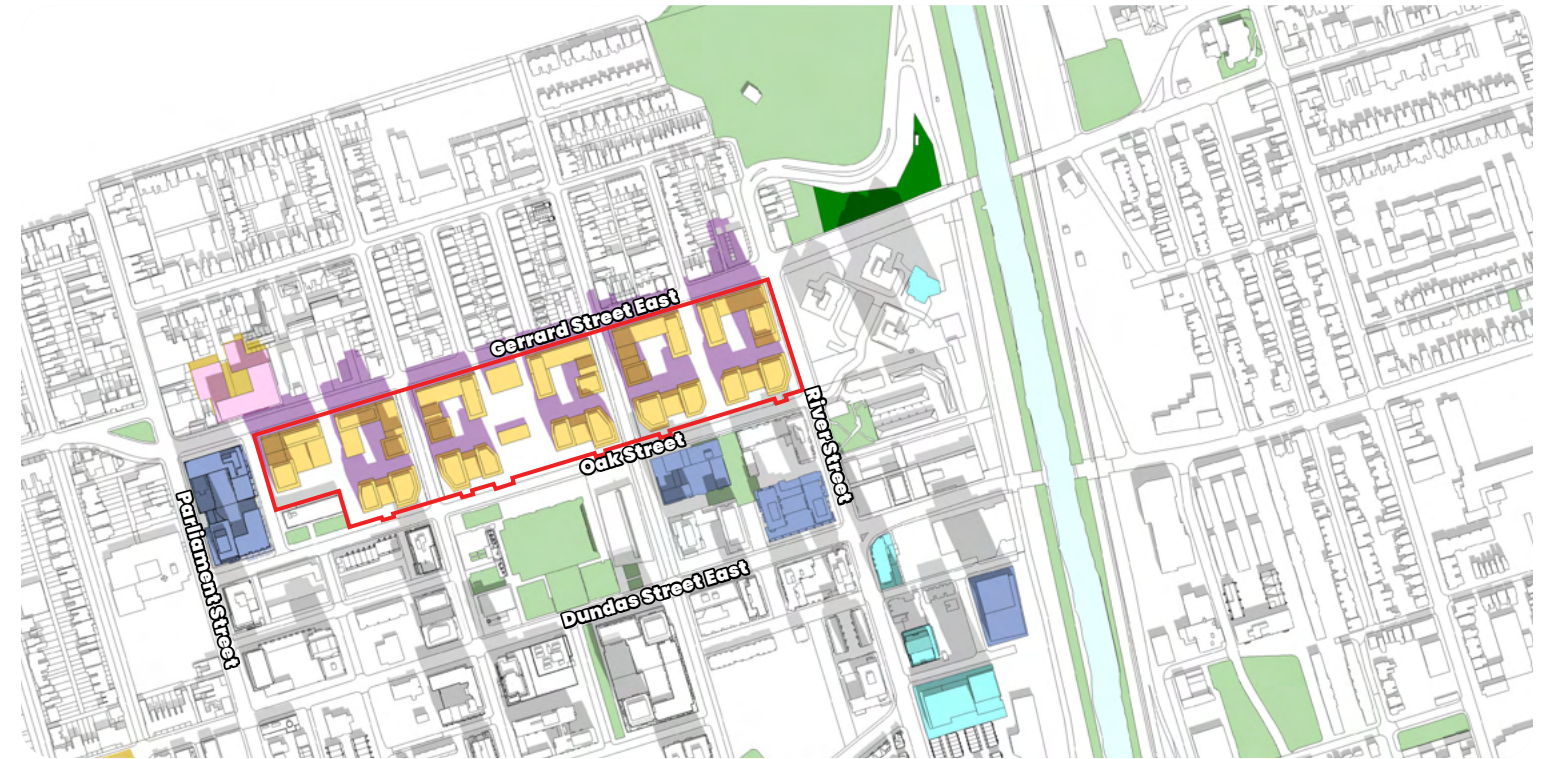 Gerrard Street East
River Street
Oak Street
Parliament Street
Dundas Street East